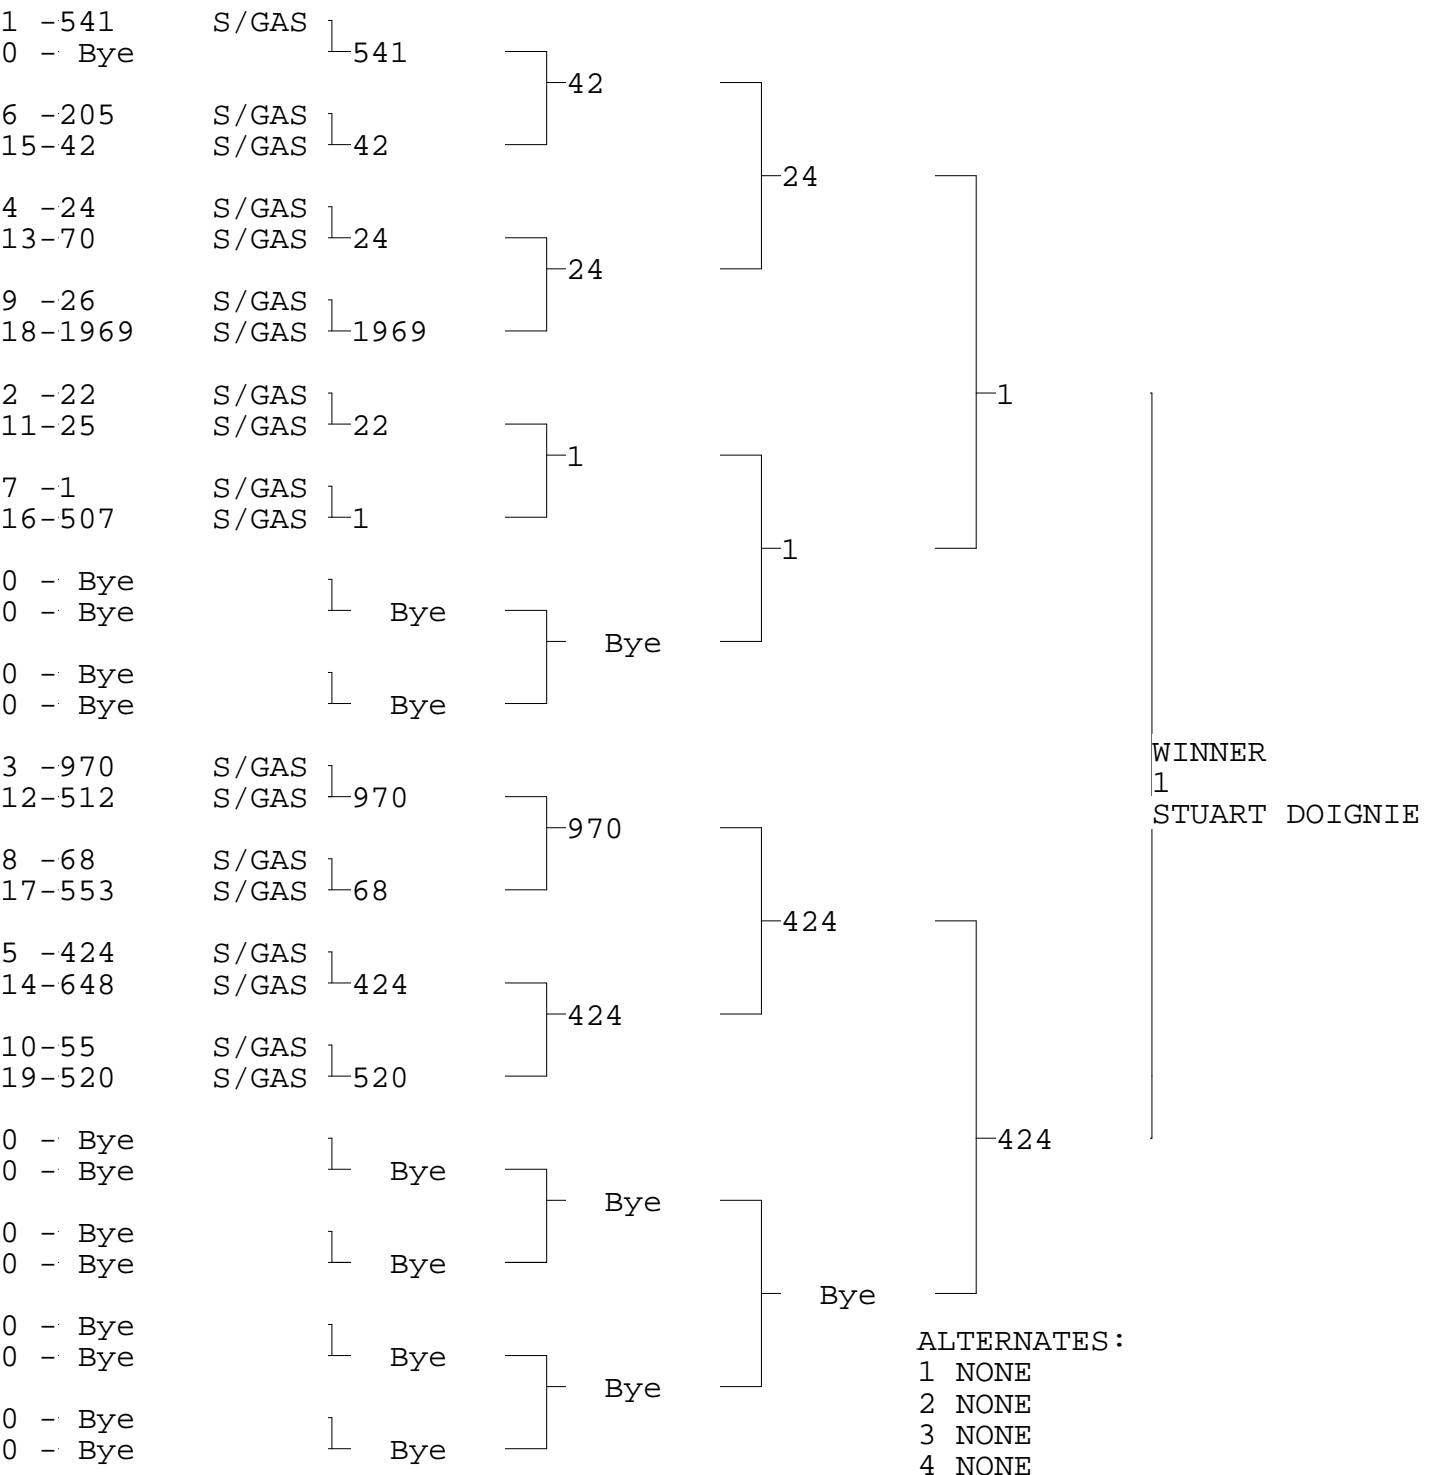 1 -541 S/GAS
0 - Bye 541
42
6 -205 S/GAS
15-42 S/GAS 42
24
4 -24 S/GAS
13-70 S/GAS 24
24
9 -26 S/GAS
18-1969 S/GAS 1969
2 -22 S/GAS 1
11-25 S/GAS 22
1
7 -1 S/GAS
16-507 S/GAS 1
1
0 - Bye
0 - Bye Bye
Bye
0 - Bye
0 - Bye Bye
WINNER
3 -970 S/GAS
1
12-512 S/GAS 970
STUART DOIGNIE
970
8 -68 S/GAS
17-553 S/GAS 68
424
5 -424 S/GAS
14-648 S/GAS 424
424
10-55 S/GAS
19-520 S/GAS 520
0 - Bye 424
0 - Bye Bye
Bye
0 - Bye
0 - Bye Bye
Bye
0 - Bye
ALTERNATES:
0 - Bye Bye
1 NONE
Bye
2 NONE
0 - Bye
3 NONE
0 - Bye Bye
4 NONE